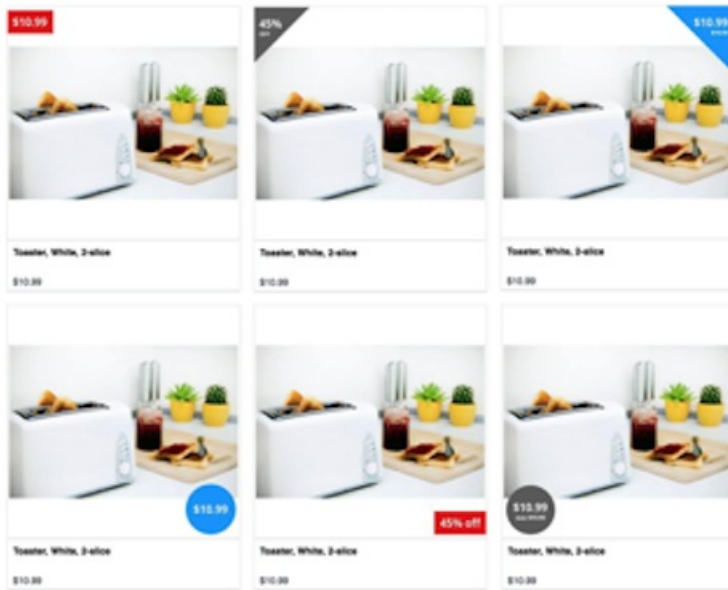 $10.99
45%
OFF
$10.99
Toaster, White, 2-slice
Toaster, White, 2-slice
Toaster, White, 2-slice
$10.99
$10.99
$10.99
$10.99
45% off
$10.99
Toaster, White, 2-slice
Toaster, White, 2-slice
Toaster, White, 2-slice
$10.99
$10.99
$10.99